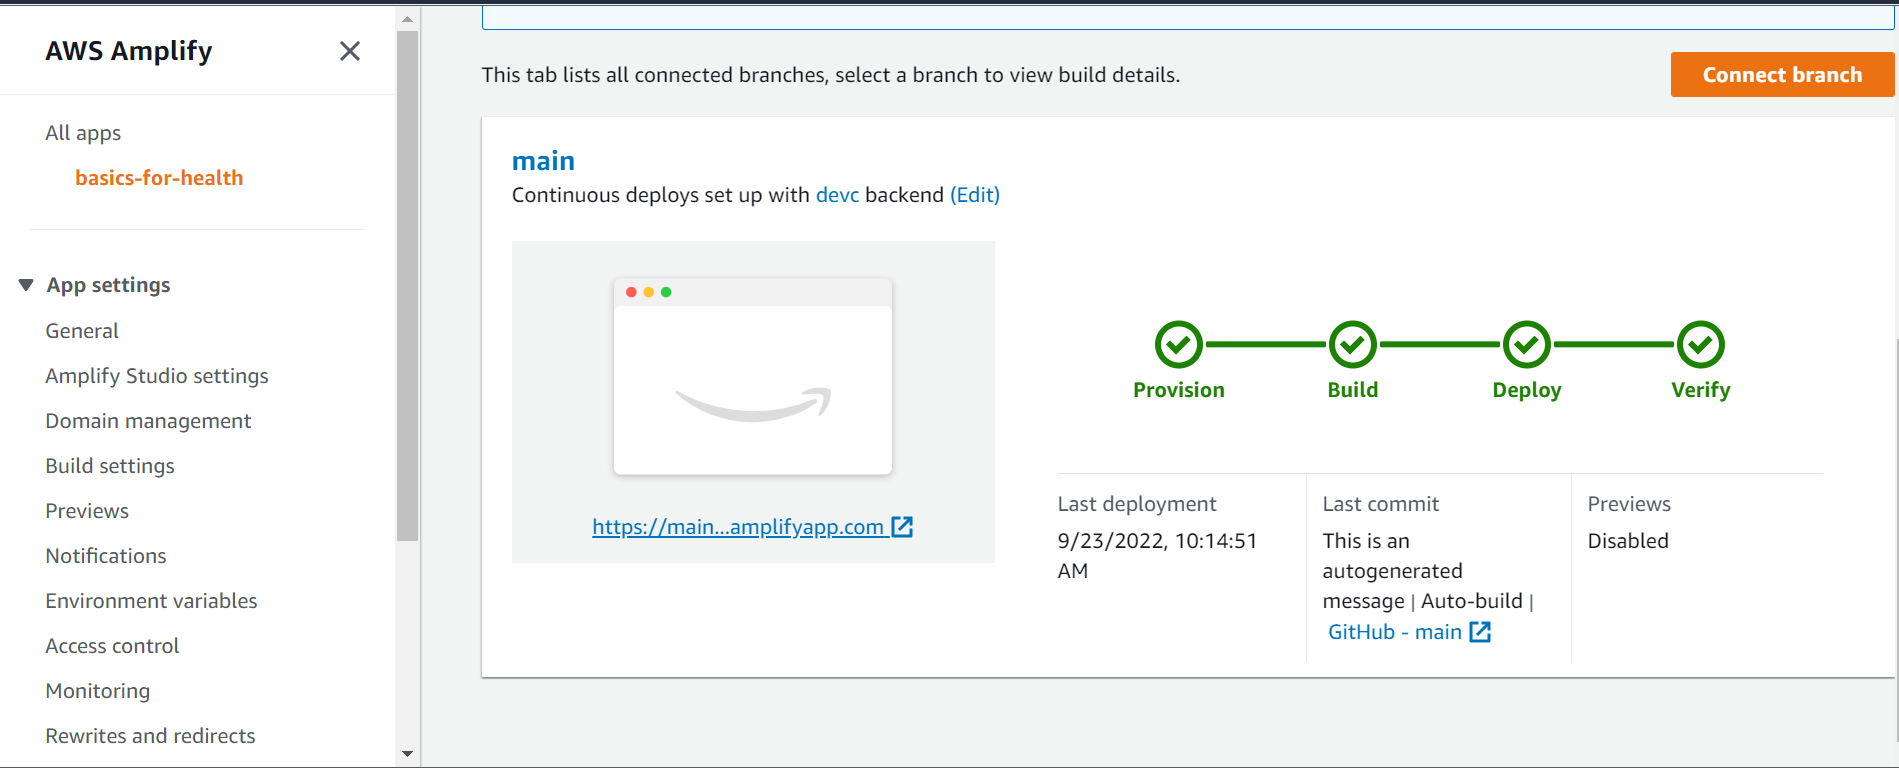 AWS Amplify
All apps
basics-for-health
App settings
General
Amplify Studio settings
Domain management
Build settings
Previews
Notifications
Environment variables
Access control
Monitoring
Rewrites and redirects
This tab lists all connected branches, select a branch to view build details.
Connect branch
main
Continuous deploys set up with devc backend (Edit)
https://main...amplifyapp.com
Provision
Build
Deploy
Verify
Last deployment
9/23/2022, 10:14:51
AM
Last commit
This is an
autogenerated
message | Auto-build |
GitHub - main
Previews
Disabled